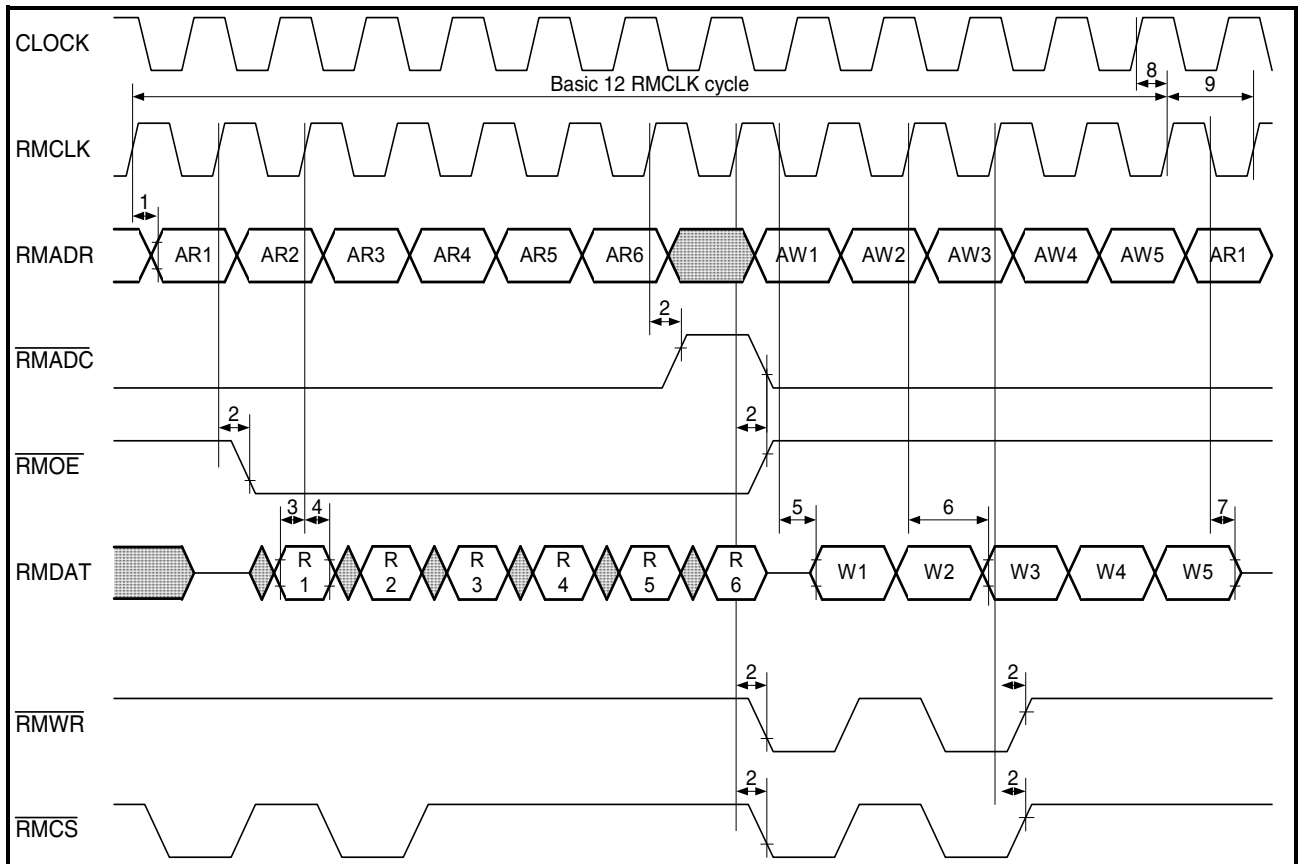 CLOCK
8
9
Basic 12 RMCLK cycle
RMCLK
1
RMADR AR1 AR2 AR3 AR4 AR5 AR6 AW1 AW2 AW3 AW4 AW5 AR1
2
RMADC
2 2
RMOE
3 4 5 6 7
RMDAT R 1 R 2 R 3 R 4 R 5 R 6 W1 W2 W3 W4 W5
2 2
RMWR
2 2
RMCS